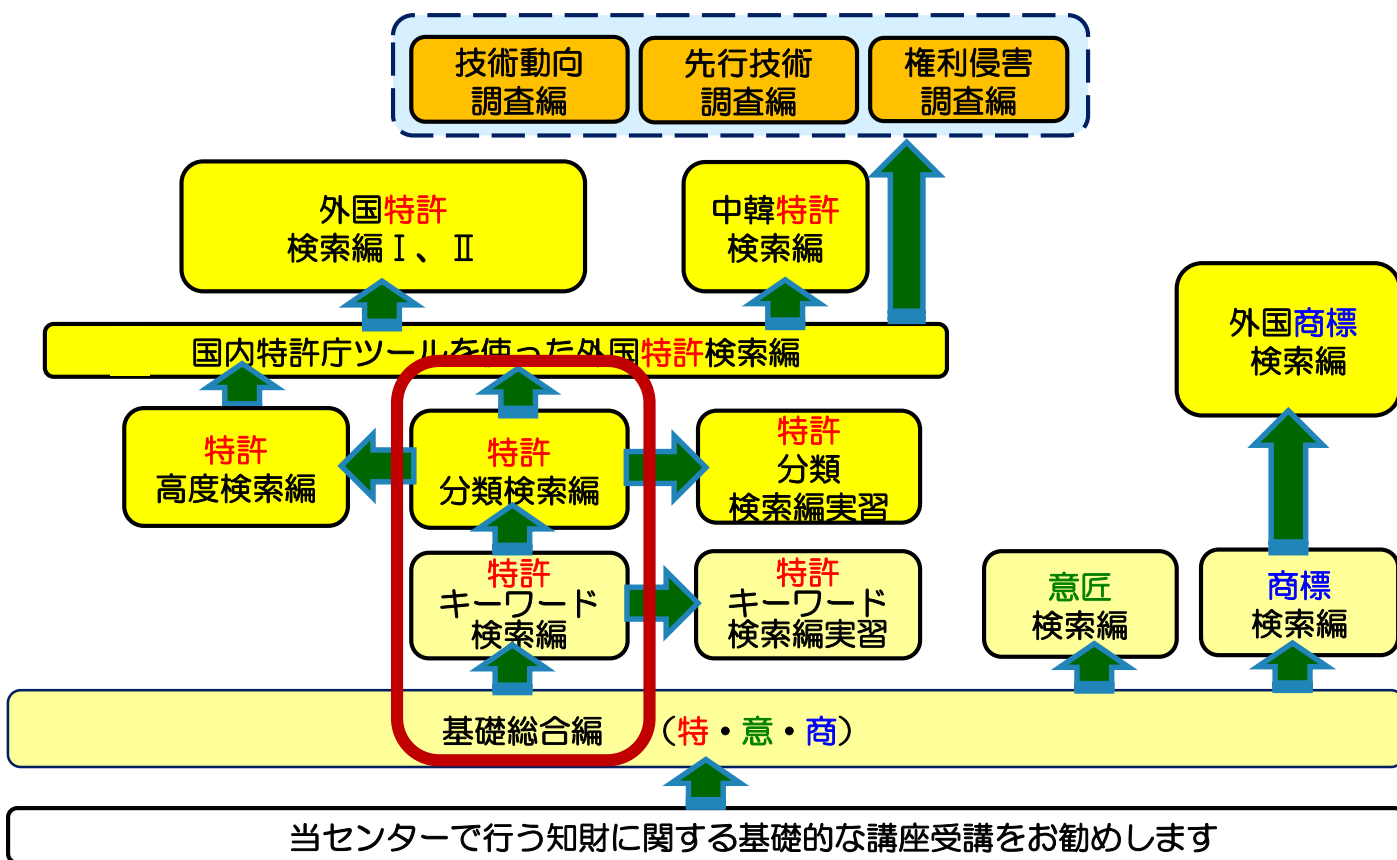 技術動向
調査編
先行技術
調査編
権利侵害
調査編
外国特許
検索編Ⅰ、Ⅱ
中韓特許
検索編
外国商標
検索編
国内特許庁ツールを使った外国特許検索編
特許
高度検索編
特許
分類検索編
特許
分類
検索編実習
特許
キーワード
検索編
特許
キーワード
検索編実習
意匠
検索編
商標
検索編
基礎総合編 (特・意・商)
当センターで行う知財に関する基礎的な講座受講をお勧めします